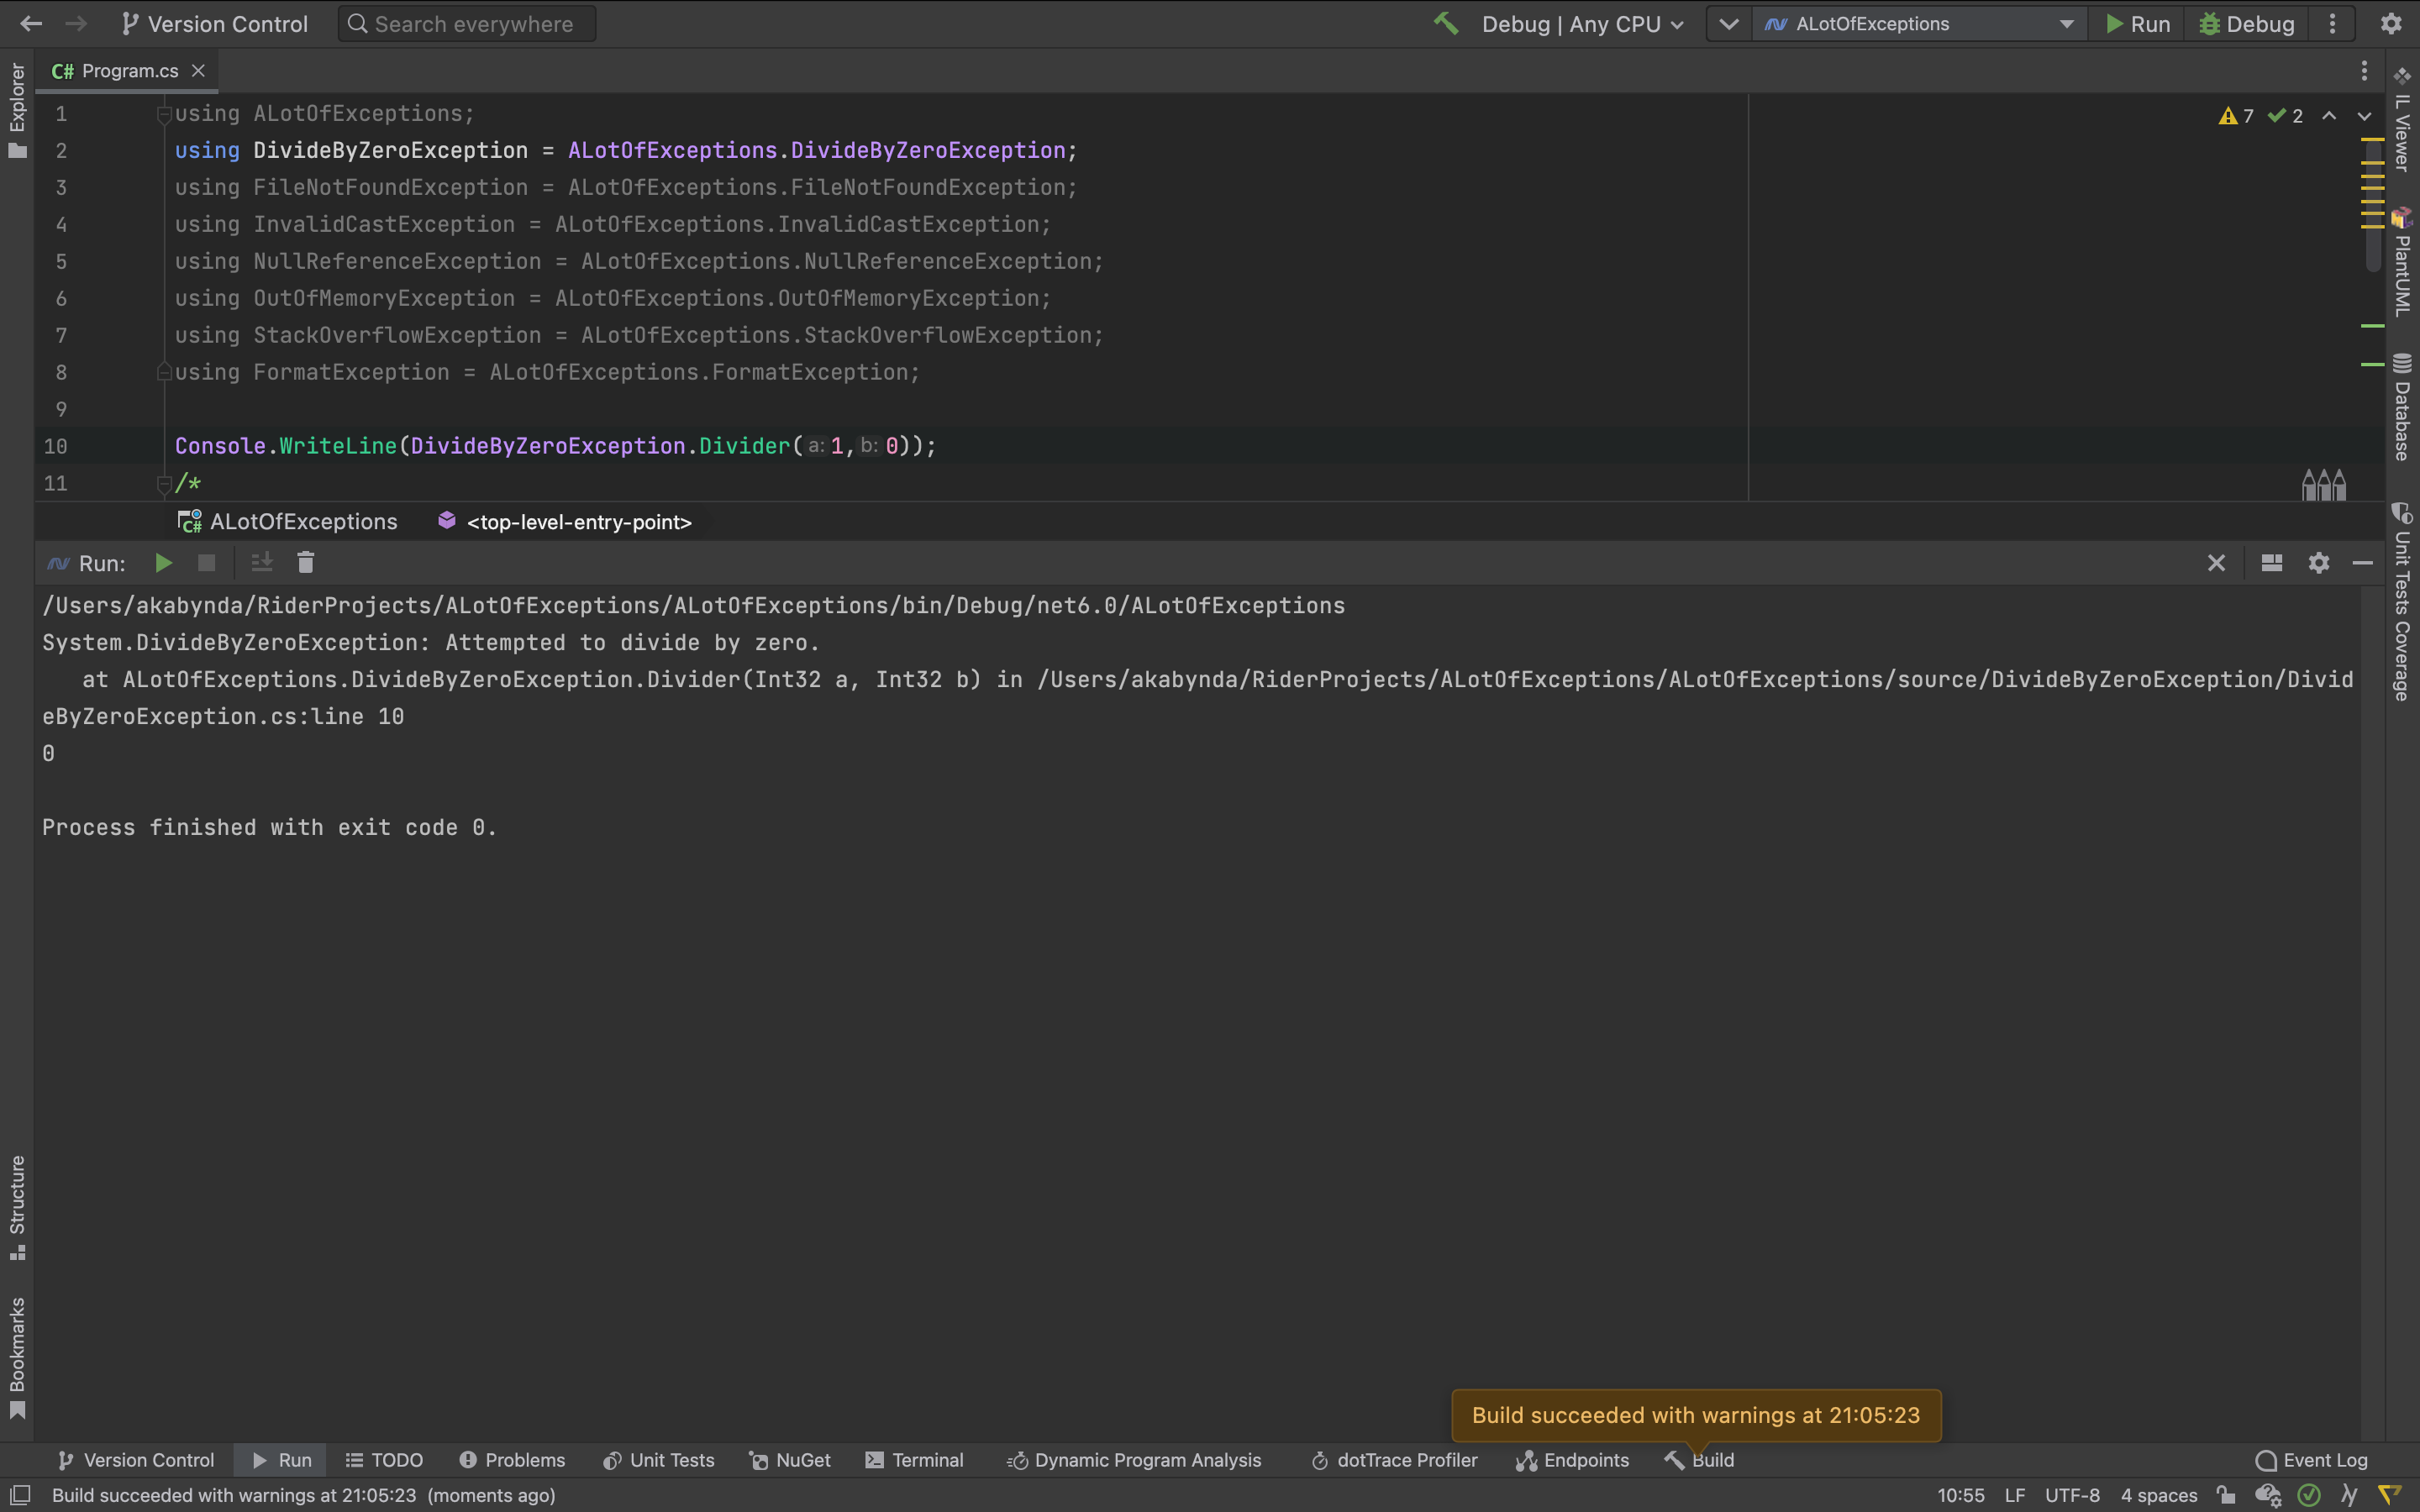 Version Control
Search everywhere
Debug | Any CPU
ALotOfExceptions
Run
Debug
Explorer
C# Program.cs
1 using ALotOfExceptions;
2 using DivideByZeroException = ALotOfExceptions.DivideByZeroException;
3 using FileNotFoundException = ALotOfExceptions.FileNotFoundException;
4 using InvalidCastException = ALotOfExceptions.InvalidCastException;
5 using NullReferenceException = ALotOfExceptions.NullReferenceException;
6 using OutOfMemoryException = ALotOfExceptions.OutOfMemoryException;
7 using StackOverflowException = ALotOfExceptions.StackOverflowException;
8 using FormatException = ALotOfExceptions.FormatException;
9
10 Console.WriteLine(DivideByZeroException.Divider(a:1,b:0));
11 /*
7 2
IL Viewer
PlantUML
Database
Unit Tests Coverage
C# ALotOfExceptions <top-level-entry-point>
Run:
/Users/akabynda/RiderProjects/ALotOfExceptions/ALotOfExceptions/bin/Debug/net6.0/ALotOfExceptions
System.DivideByZeroException: Attempted to divide by zero.
   at ALotOfExceptions.DivideByZeroException.Divider(Int32 a, Int32 b) in /Users/akabynda/RiderProjects/ALotOfExceptions/ALotOfExceptions/source/DivideByZeroException/Divid
eByZeroException.cs:line 10
0
Process finished with exit code 0.
Structure
Bookmarks
Build succeeded with warnings at 21:05:23
Version Control Run TODO Problems Unit Tests NuGet Terminal Dynamic Program Analysis dotTrace Profiler Endpoints Build Event Log
Build succeeded with warnings at 21:05:23 (moments ago) 10:55 LF UTF-8 4 spaces